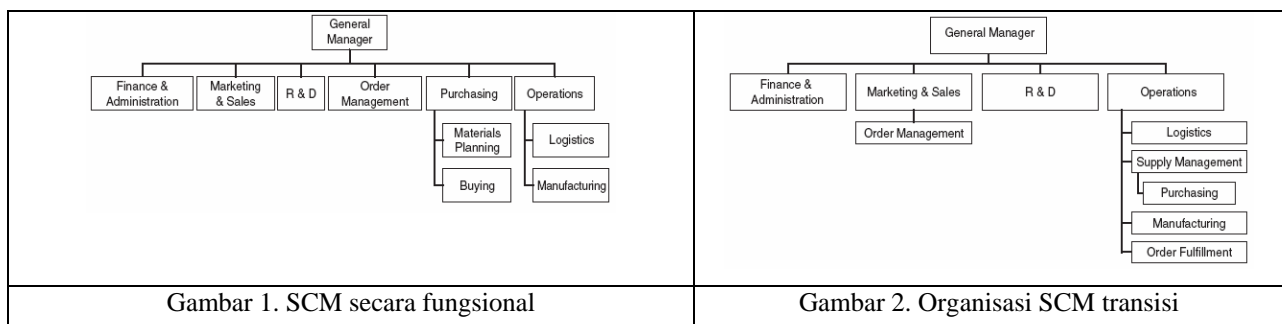 General
Manager
Finance &
Administration
Marketing
& Sales
R & D
Order
Management
Purchasing
Operations
Materials
Planning
Logistics
Buying
Manufacturing
Gambar 1. SCM secara fungsional
General Manager
Finance &
Administration
Marketing & Sales
R & D
Operations
Order Management
Logistics
Supply Management
Purchasing
Manufacturing
Order Fulfillment
Gambar 2. Organisasi SCM transisi